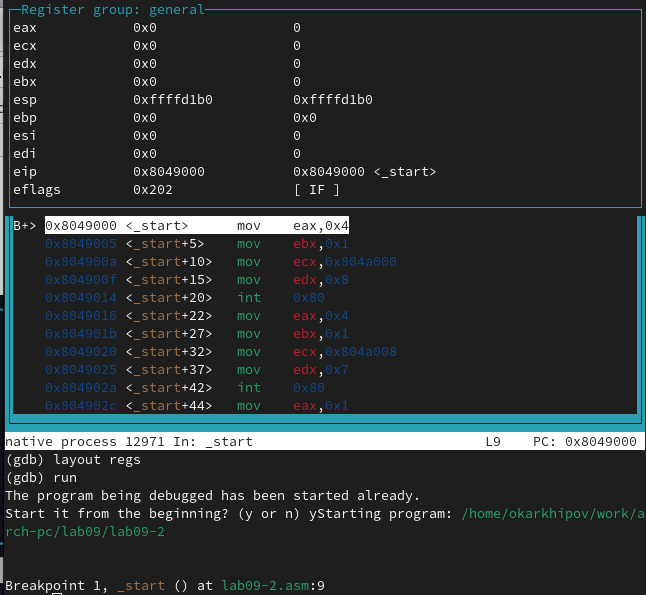 Register group: general
eax 0x0 0
ecx 0x0 0
edx 0x0 0
ebx 0x0 0
esp 0xffffd1b0 0xffffd1b0
ebp 0x0 0x0
esi 0x0 0
edi 0x0 0
eip 0x8049000 0x8049000 <_start>
eflags 0x202 [ IF ]
B+> 0x8049000 <_start> mov eax,0x4
0x8049005 <_start+5> mov ebx,0x1
0x804900a <_start+10> mov ecx,0x804a000
0x804900f <_start+15> mov edx,0x8
0x8049014 <_start+20> int 0x80
0x8049016 <_start+22> mov eax,0x4
0x804901b <_start+27> mov ebx,0x1
0x8049020 <_start+32> mov ecx,0x804a008
0x8049025 <_start+37> mov edx,0x7
0x804902a <_start+42> int 0x80
0x804902c <_start+44> mov eax,0x1
native process 12971 In: _start L9 PC: 0x8049000
(gdb) layout regs
(gdb) run
The program being debugged has been started already.
Start it from the beginning? (y or n) yStarting program: /home/okarkhipov/work/a
rch-pc/lab09/lab09-2
Breakpoint 1, _start () at lab09-2.asm:9